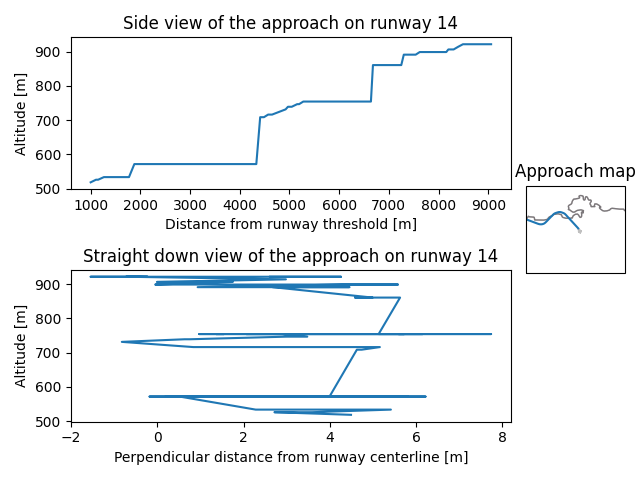 Side view of the approach on runway 14
900
800
700
600
500
Altitude [m]
1000 2000 3000 4000 5000 6000 7000 8000 9000
Distance from runway threshold [m]
Approach map
Straight down view of the approach on runway 14
900
800
700
600
500
Altitude [m]
−2 0 2 4 6 8
Perpendicular distance from runway centerline [m]